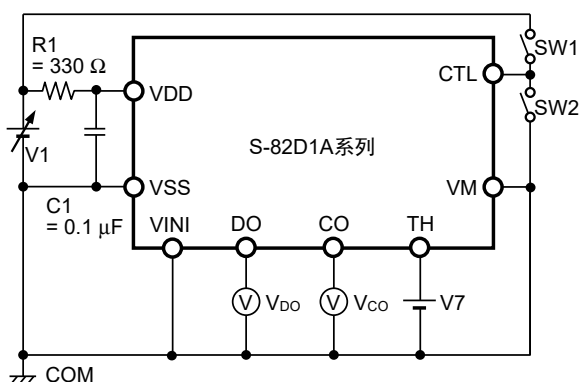 R1
= 330 Ω
SW1
CTL
VDD
SW2
V1
S-82D1A系列
VSS
VM
C1
= 0.1 μF
VINI
DO
CO
TH
V
VDO
V
VCO
V7
COM